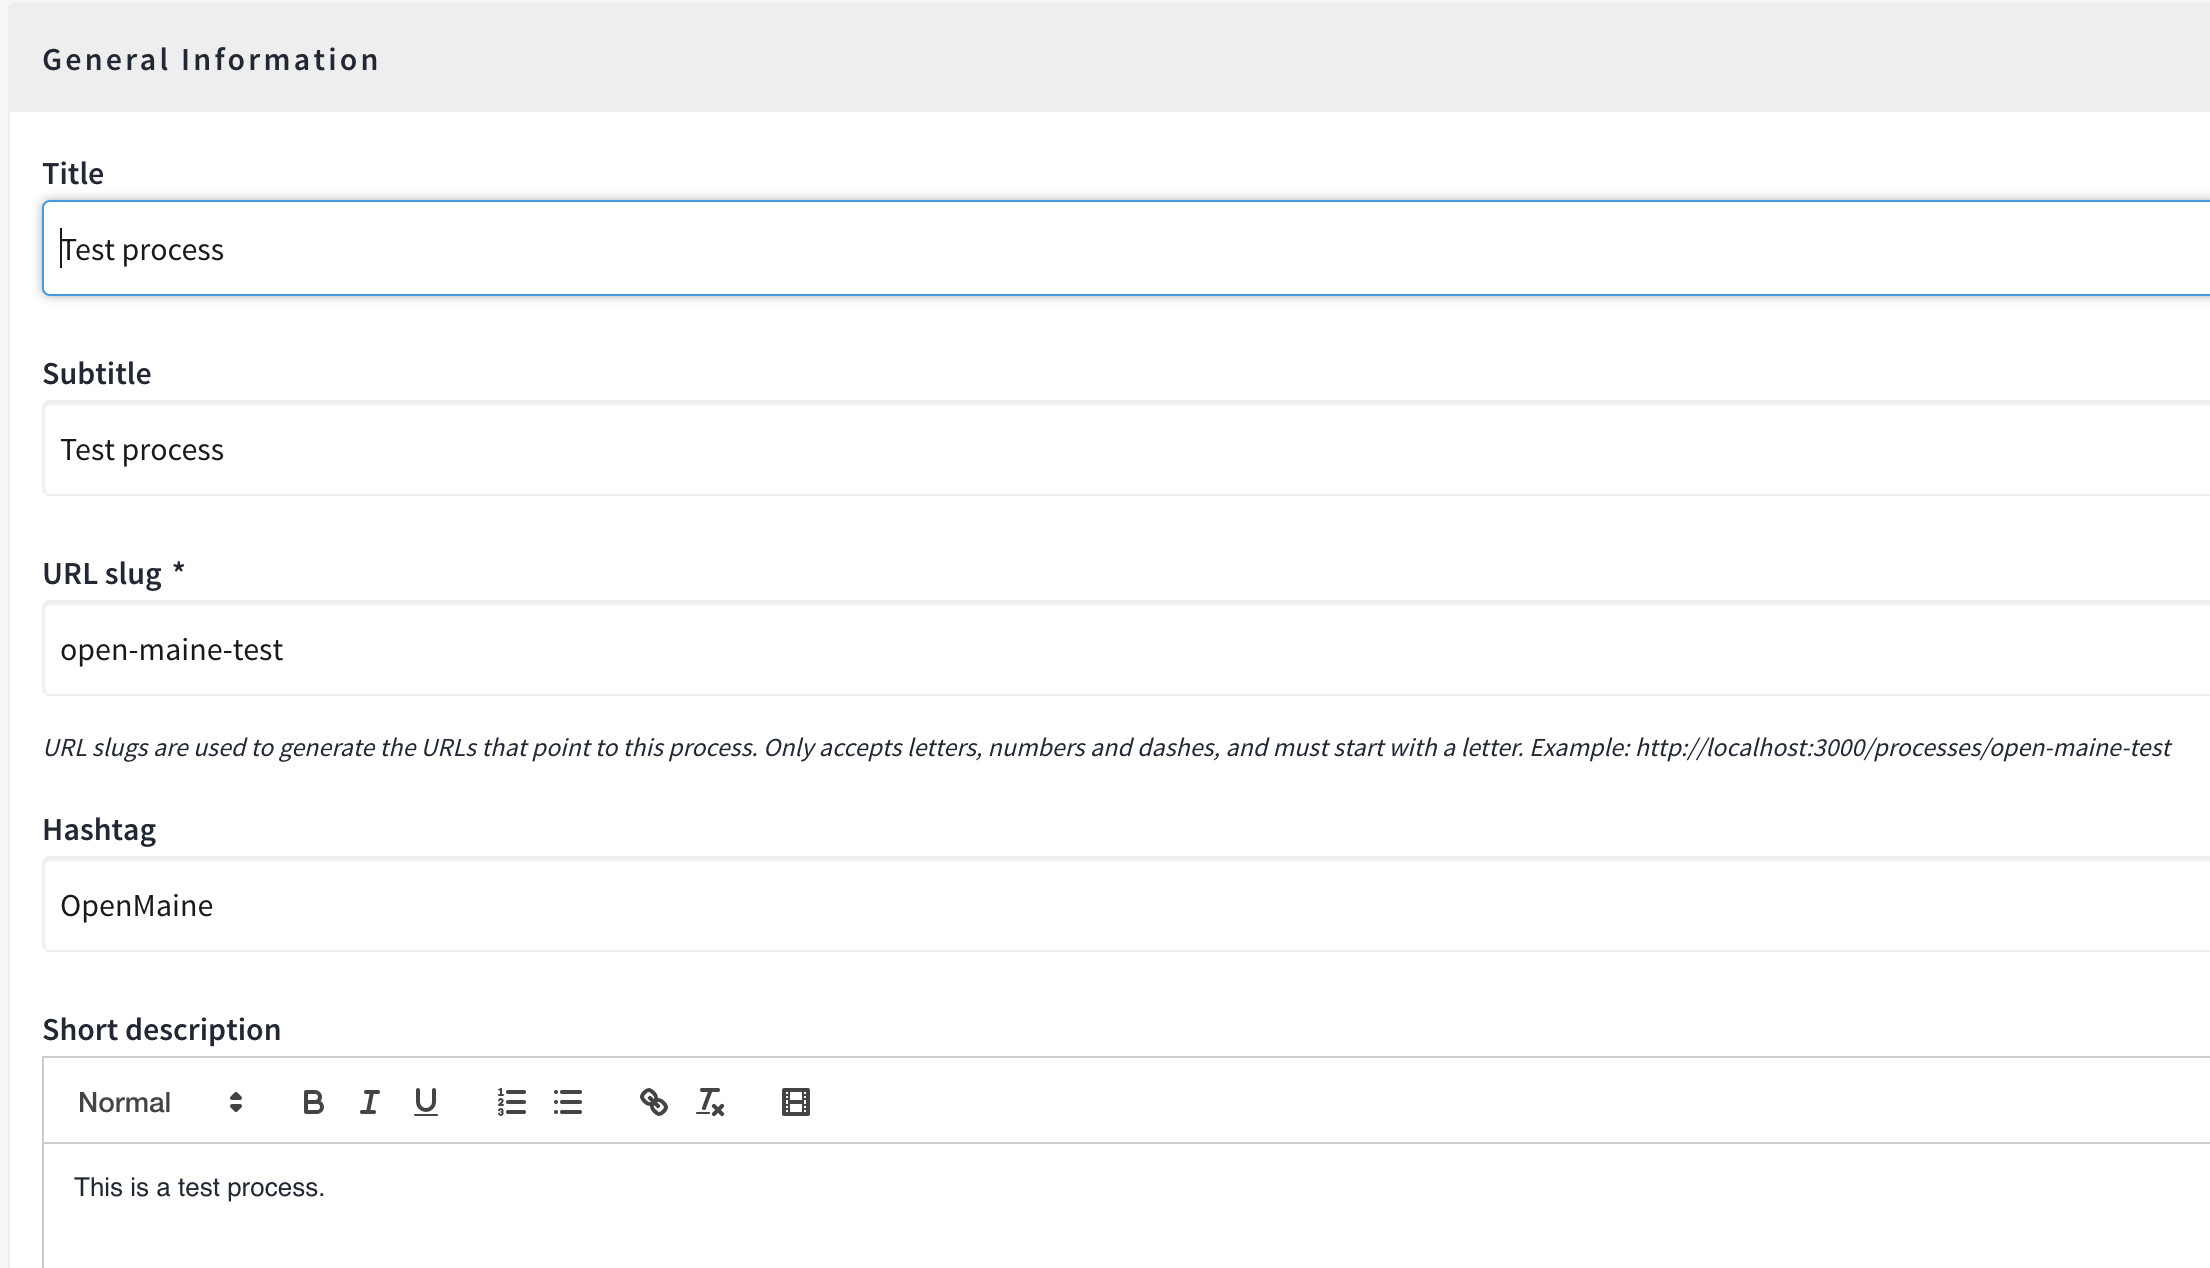 General Information
Title
Test process
Subtitle
Test process
URL slug *
open-maine-test
URL slugs are used to generate the URLs that point to this process. Only accepts letters, numbers and dashes, and must start with a letter. Example: http://localhost:3000/processes/open-maine-test
Hashtag
OpenMaine
Short description
Normal
This is a test process.